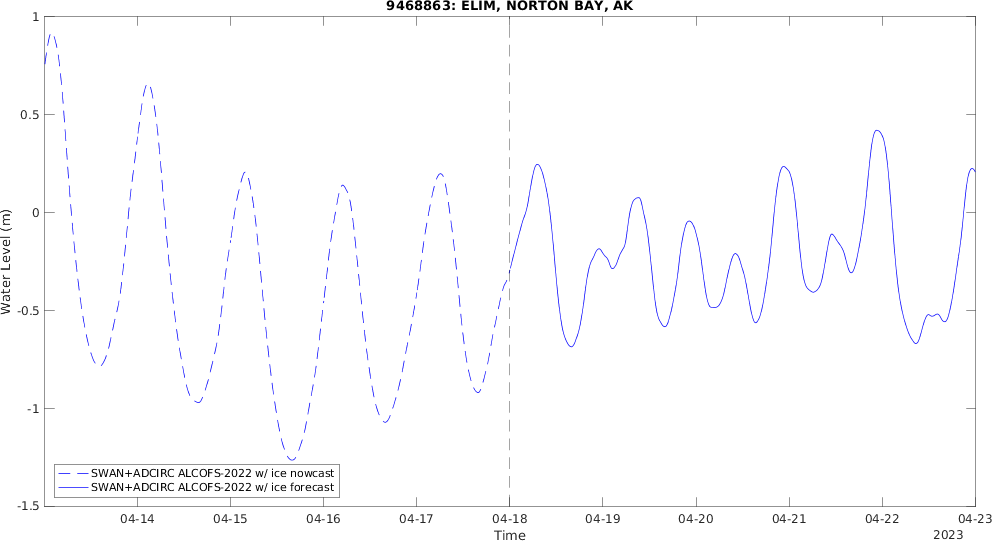 9468863: ELIM, NORTON BAY, AK
1
0.5
0
-0.5
-1
-1.5
Water Level (m)
SWAN+ADCIRC ALCOFS-2022 w/ ice nowcast
SWAN+ADCIRC ALCOFS-2022 w/ ice forecast
04-14 04-15 04-16 04-17 04-18 04-19 04-20 04-21 04-22 04-23
Time
2023